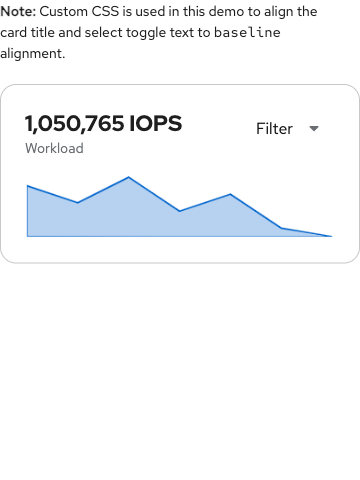 Note: Custom CSS is used in this demo to align the
card title and select toggle text to baseline
alignment.
1,050,765 IOPS
Filter
Workload